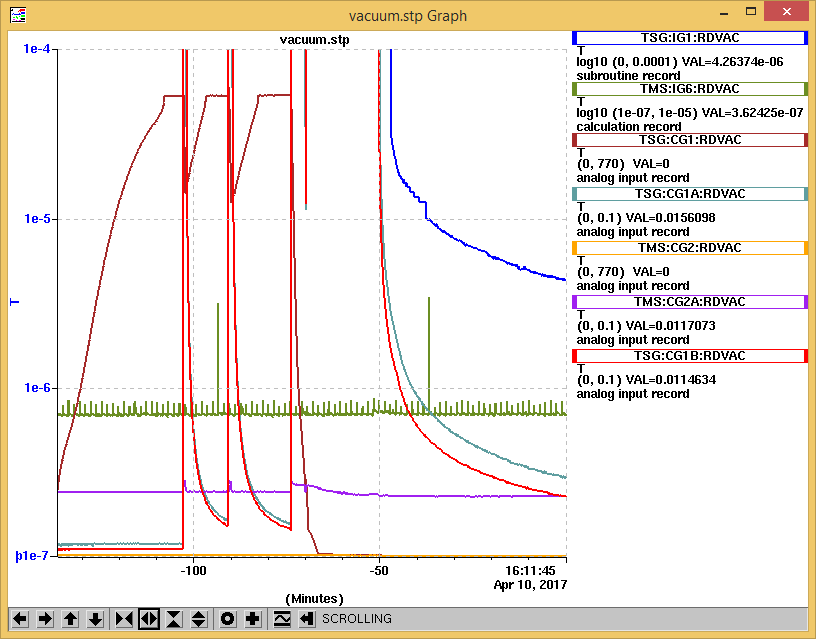 vacuum.stp Graph
vacuum.stp
1e-4
1e-5
T
1e-6
1e-7
-100
-50
16:11:45
Apr 10, 2017
(Minutes)
TSG:IG1:RDVAC
T
log10 (0, 0.0001) VAL=4.26374e-06
subroutine record
TMS:IG6:RDVAC
T
log10 (1e-07, 1e-05) VAL=3.62425e-07
calculation record
TSG:CG1:RDVAC
T
(0, 770) VAL=0
analog input record
TSG:CG1A:RDVAC
T
(0, 0.1) VAL=0.0156098
analog input record
TMS:CG2:RDVAC
T
(0, 770) VAL=0
analog input record
TMS:CG2A:RDVAC
T
(0, 0.1) VAL=0.0117073
analog input record
TSG:CG1B:RDVAC
T
(0, 0.1) VAL=0.0114634
analog input record
SCROLLING